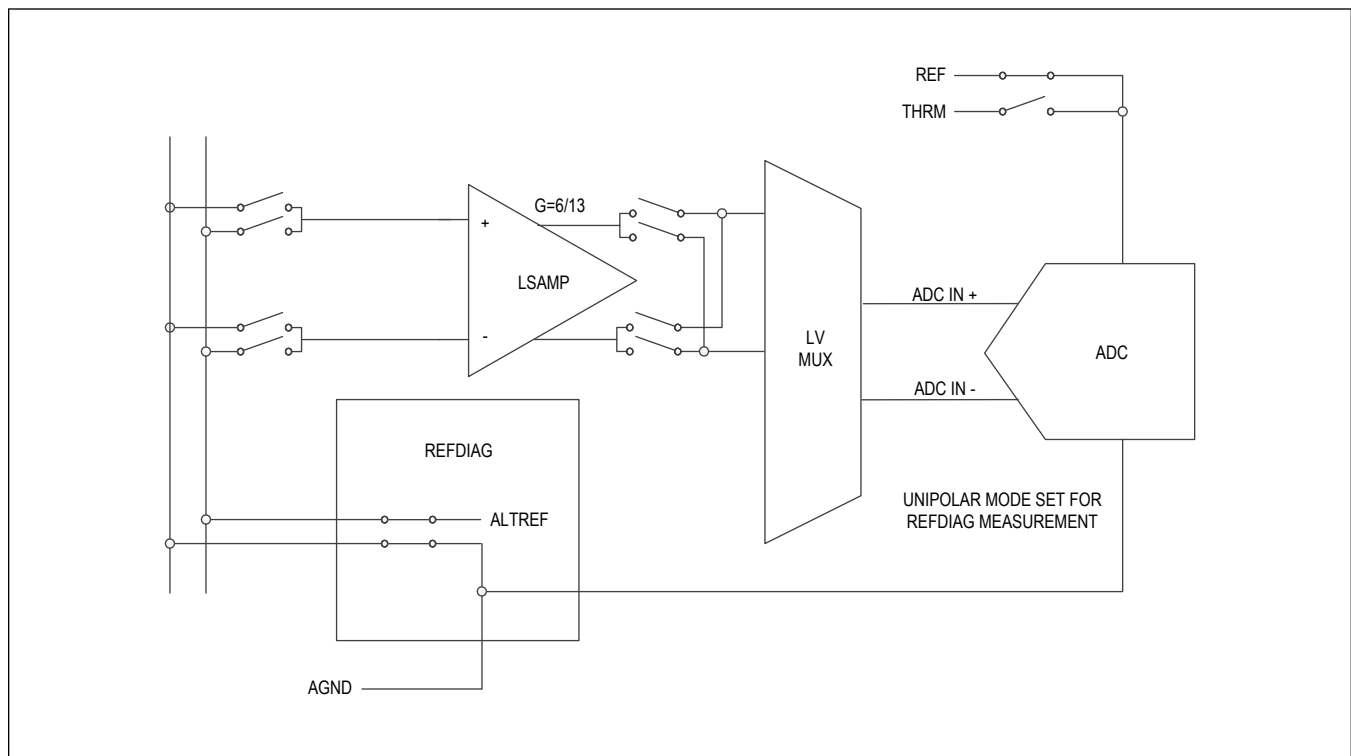 REF
THRM
G=6/13
+
LSAMP
-
ADC IN +
LV
MUX
ADC
ADC IN -
REFDIAG
UNIPOLAR MODE SET FOR
REFDIAG MEASUREMENT
ALTREF
AGND